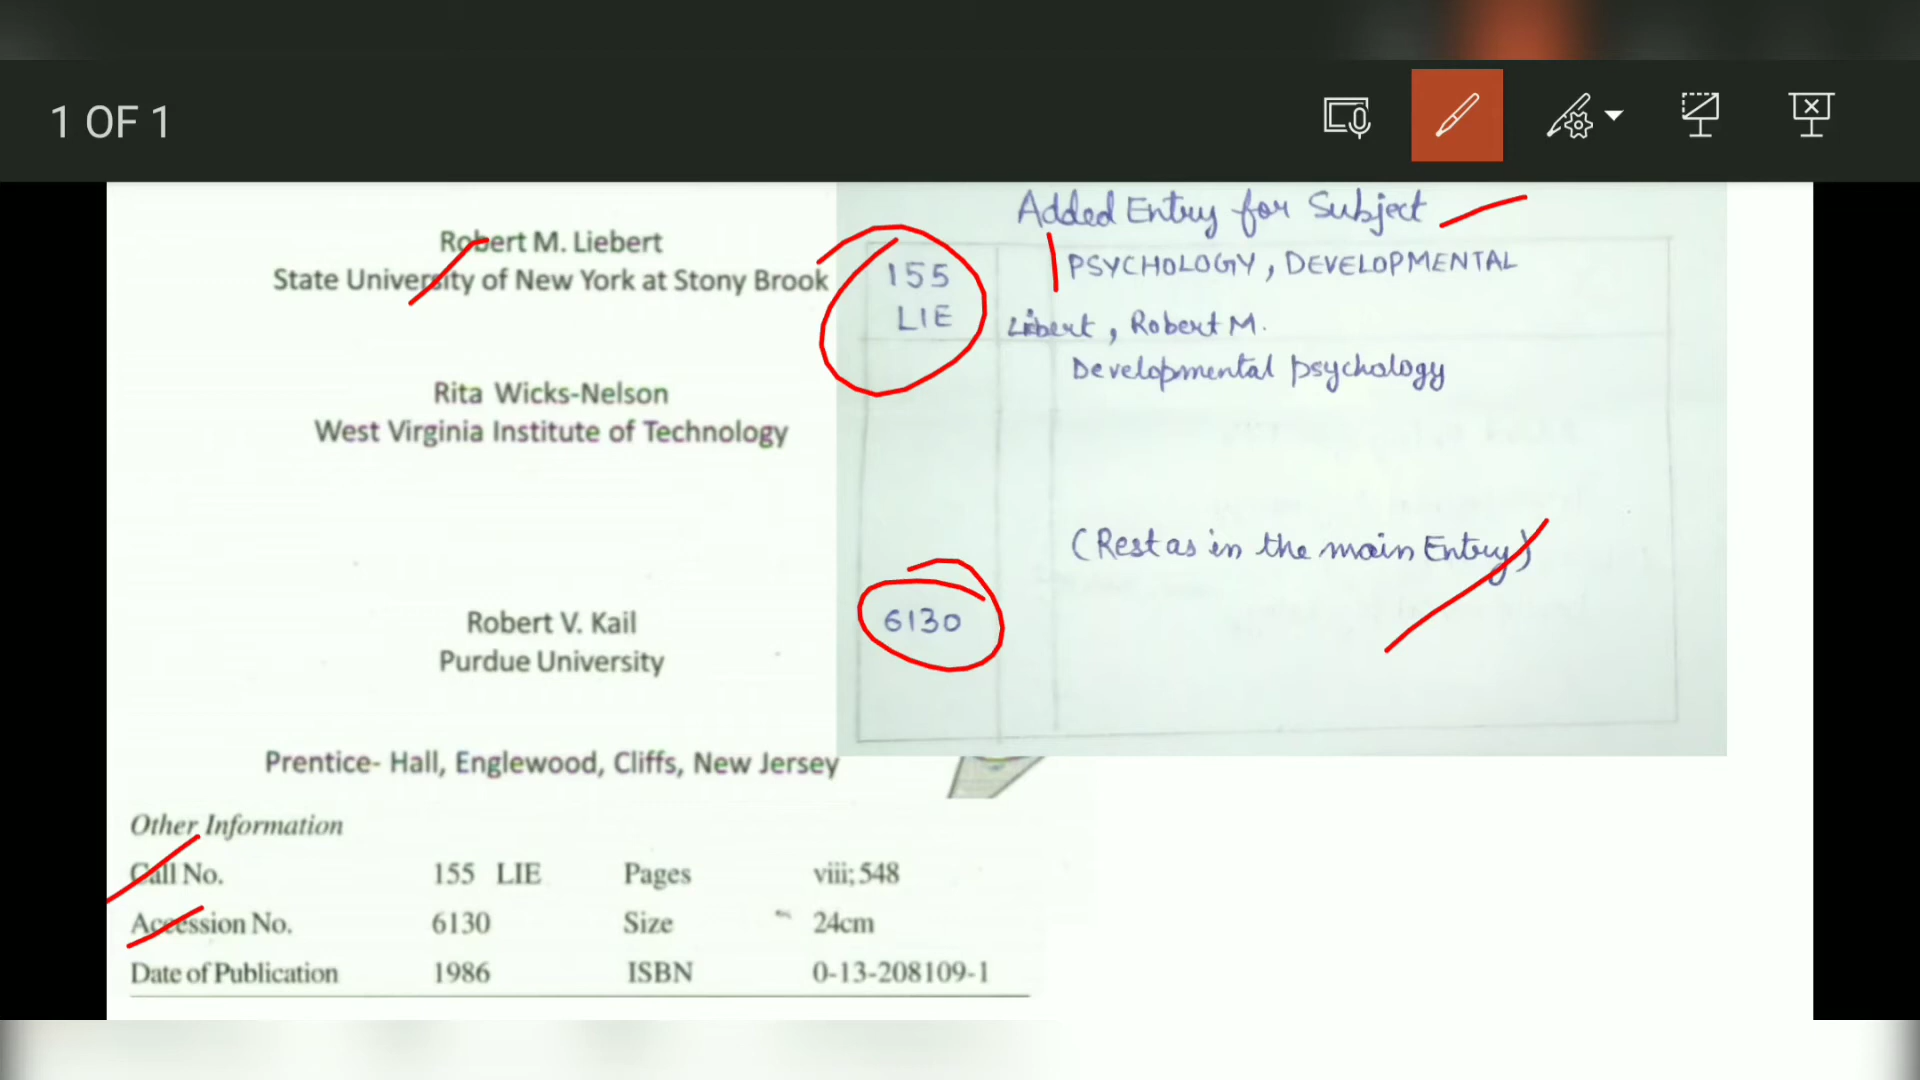 1 OF 1
Robert M. Liebert
State University of New York at Stony Brook
Rita Wicks-Nelson
West Virginia Institute of Technology
Robert V. Kail
Purdue University
Prentice- Hall, Englewood, Cliffs, New Jersey
Other Information
Call No. 155 LIE Pages viii; 548
Accession No. 6130 Size 24cm
Date of Publication 1986 ISBN 0-13-208109-1
Added Entry for Subject
155 PSYCHOLOGY, DEVELOPMENTAL
LIE Liebert, Robert M.
Developmental psychology
(Rest as in the main Entry)
6130